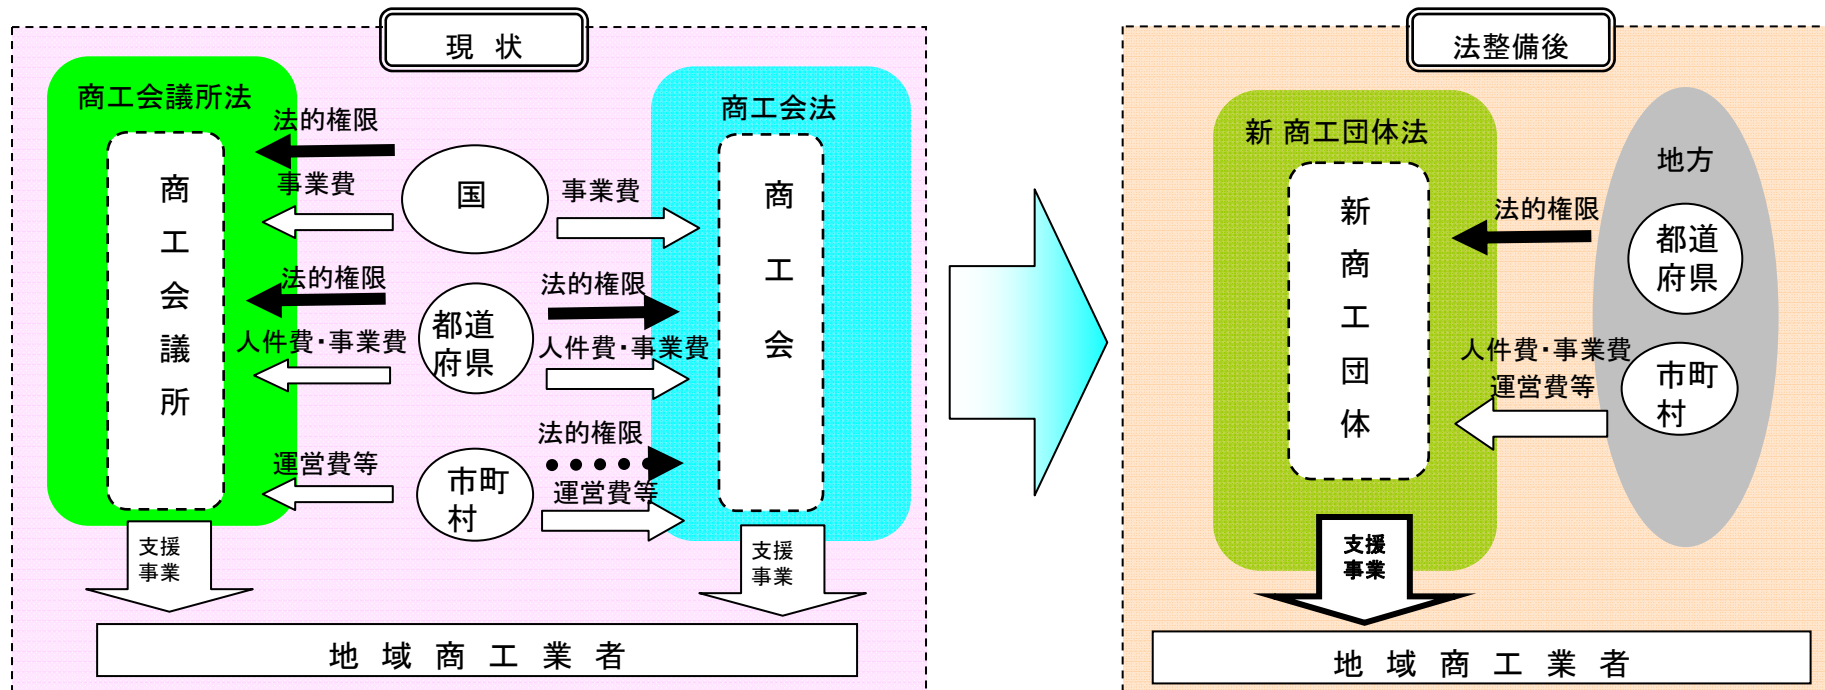 現 状
商工会議所法
商工会議所
法的権限
事業費
国
事業費
法的権限
人件費・事業費
都道
府県
法的権限
人件費・事業費
運営費等
市町
村
法的権限
運営費等
商工会法
商工会
支援
事業
支援
事業
地 域 商 工 業 者
法整備後
新 商工団体法
新商工団体
地方
法的権限
都道
府県
人件費・事業費
運営費等
市町
村
支援
事業
地 域 商 工 業 者